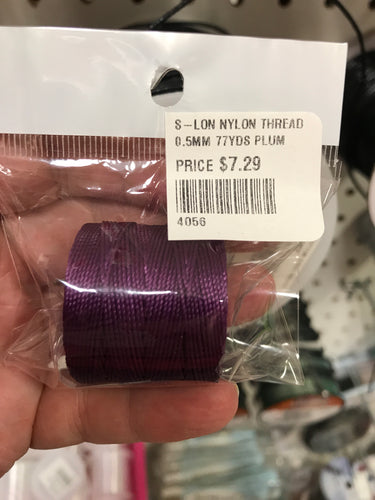 S-LON NYLON THREAD
0.5MM 77YDS PLUM
PRICE $7.29
4056